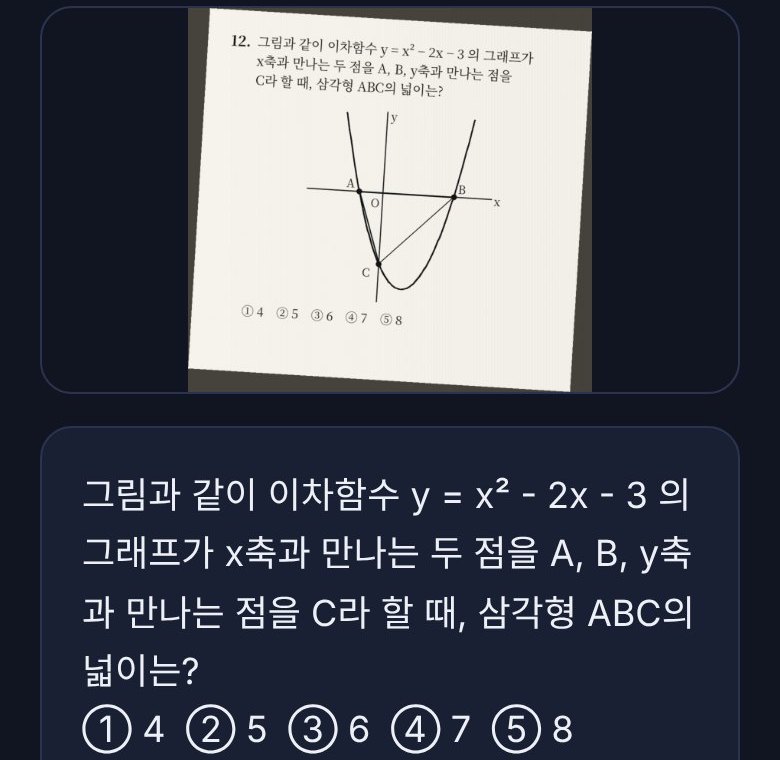 12. 그림과 같이 이차함수 y = x² − 2x − 3 의 그래프가
x축과 만나는 두 점을 A, B, y축과 만나는 점을
C라 할 때, 삼각형 ABC의 넓이는?
y
A
B
O
x
C
① 4 ② 5 ③ 6 ④ 7 ⑤ 8
그림과 같이 이차함수 y = x² - 2x - 3 의
그래프가 x축과 만나는 두 점을 A, B, y축
과 만나는 점을 C라 할 때, 삼각형 ABC의
넓이는?
① 4 ② 5 ③ 6 ④ 7 ⑤ 8